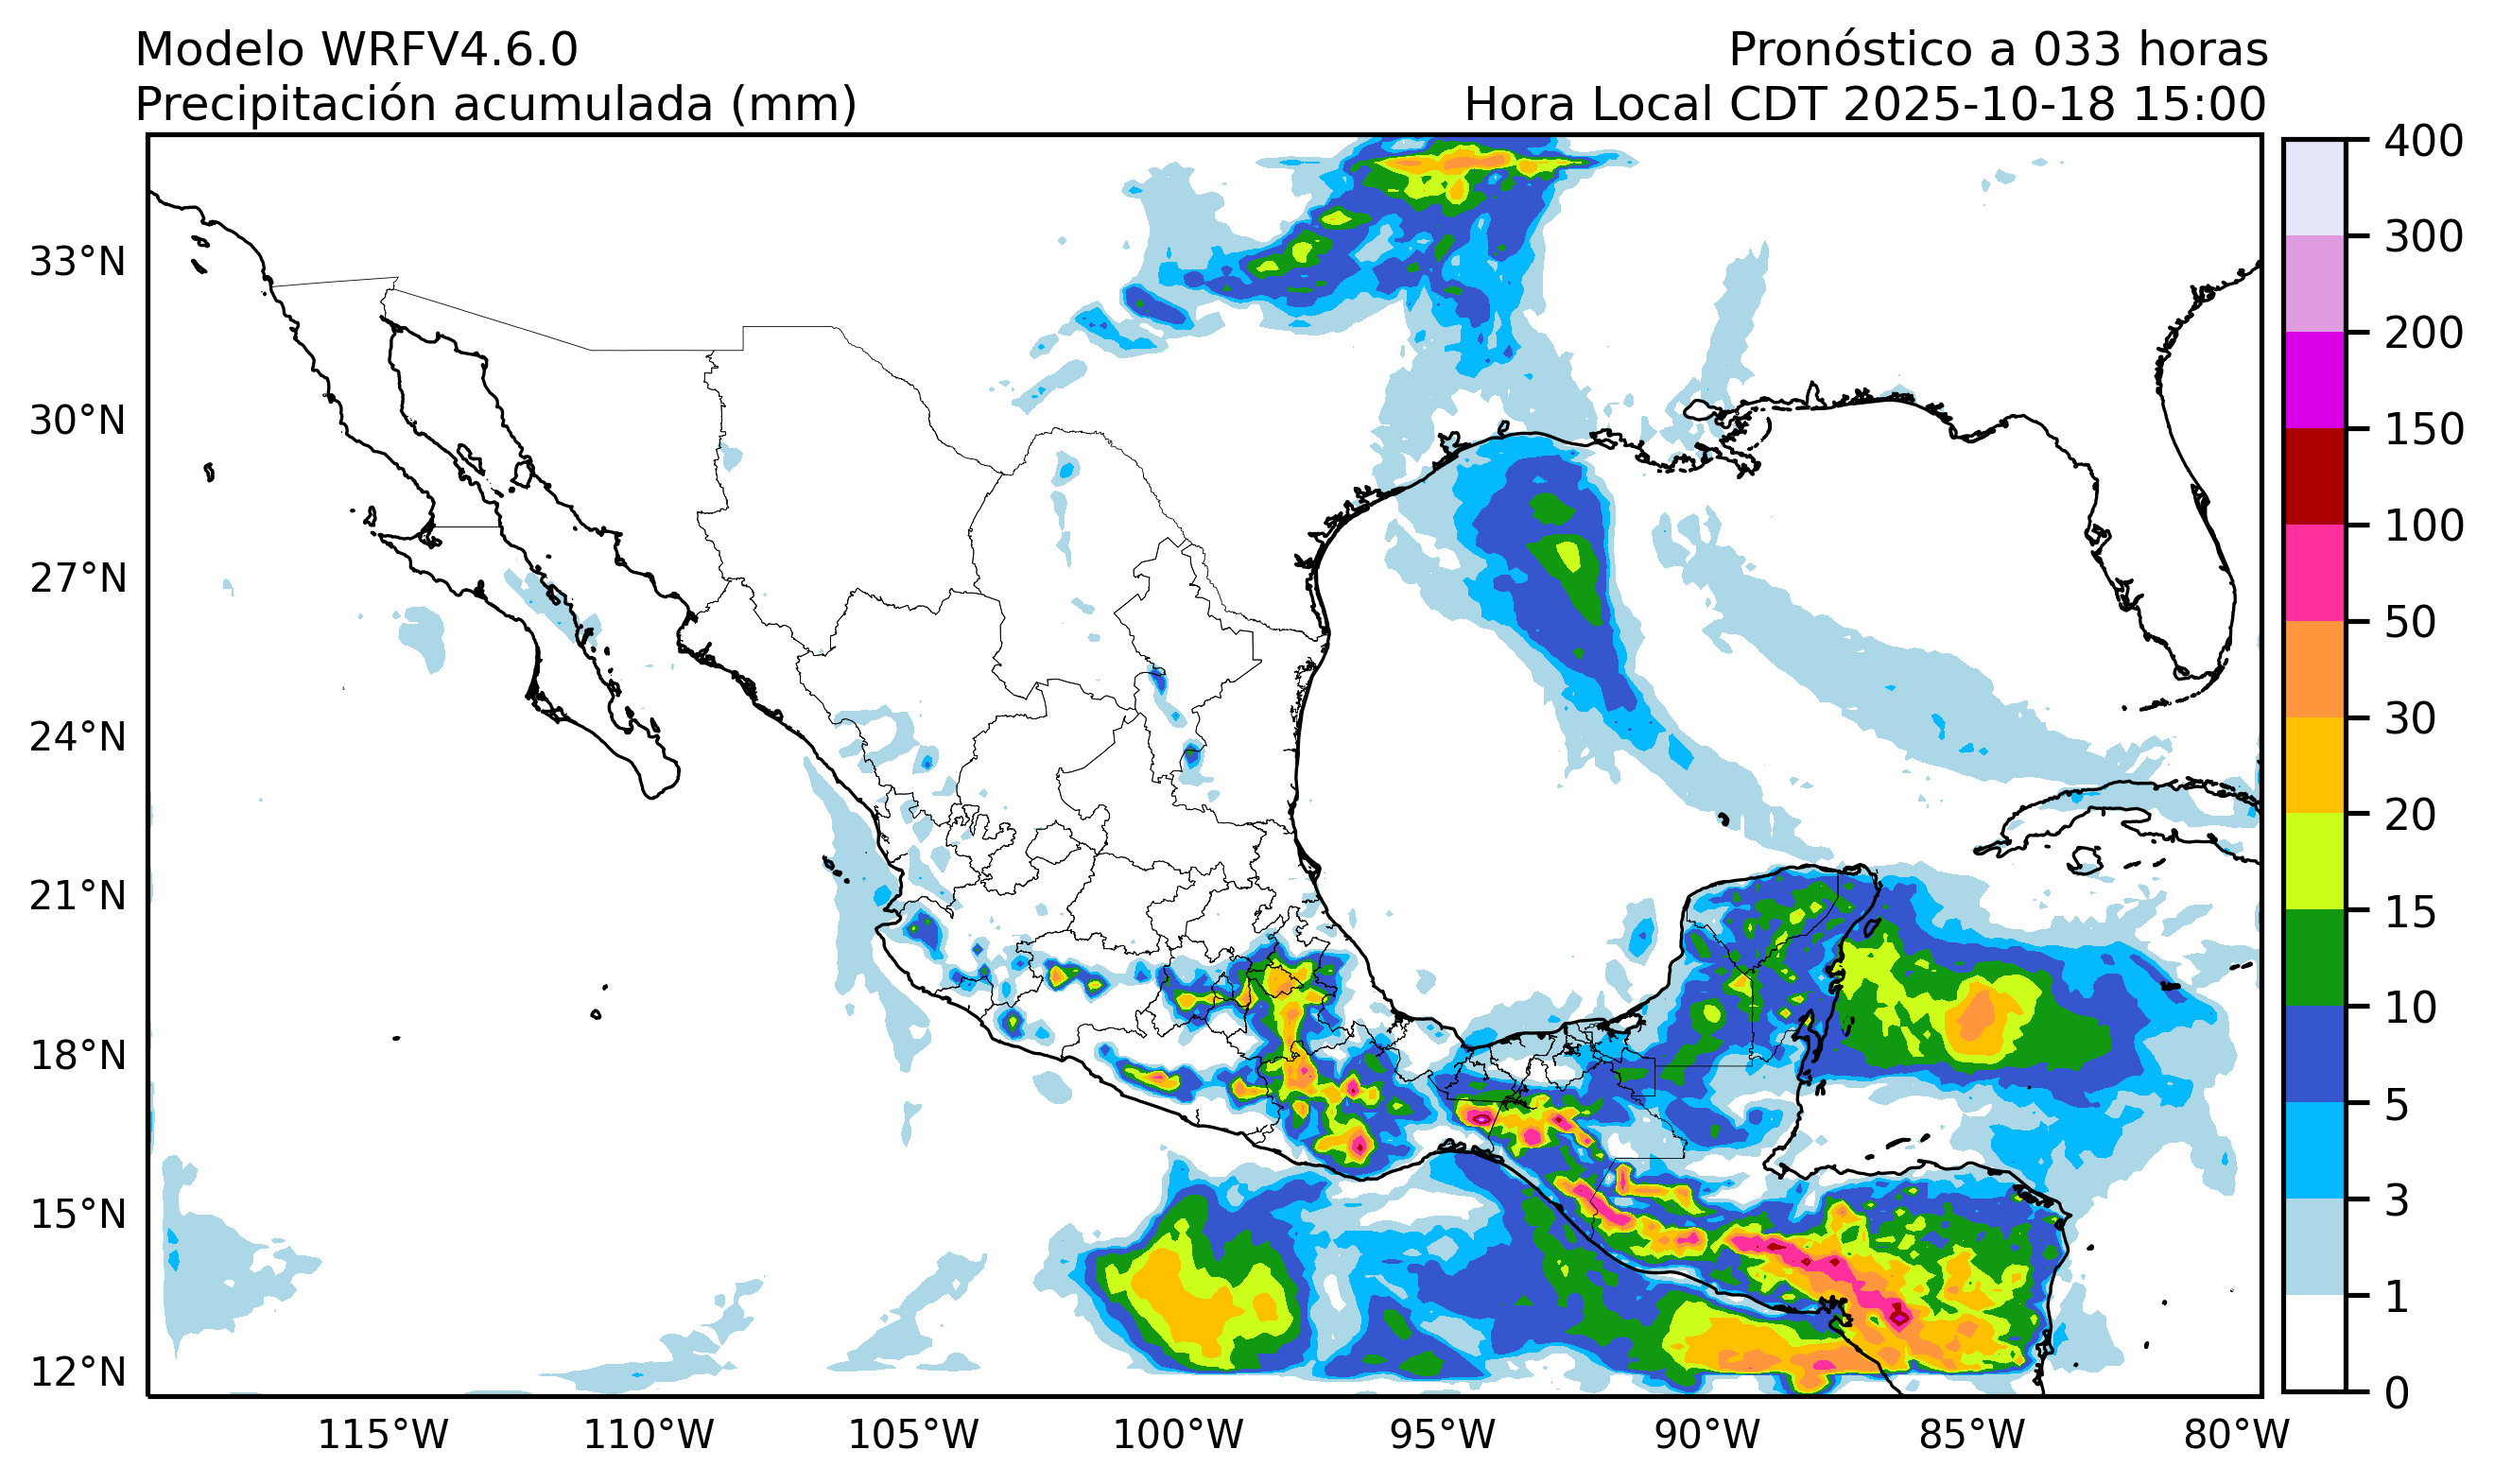 Modelo WRFV4.6.0
Pronóstico a 033 horas
Precipitación acumulada (mm)
Hora Local CDT 2025-10-18 15:00
33°N
30°N
27°N
24°N
21°N
18°N
15°N
12°N
115°W
110°W
105°W
100°W
95°W
90°W
85°W
80°W
400
300
200
150
100
50
30
20
15
10
5
3
1
0